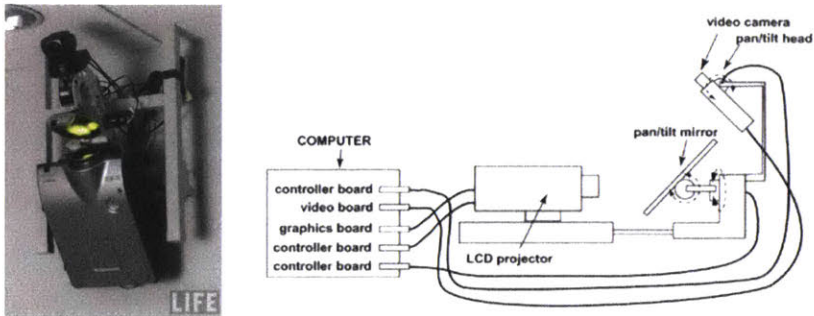 LIFE
video camera
pan/tilt head
pan/tilt mirror
COMPUTER
controller board
video board
graphics board
controller board
controller board
LCD projector